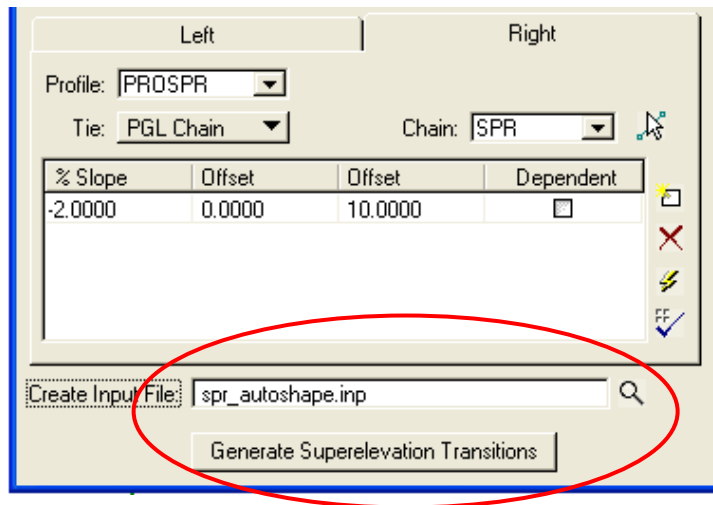 Left Right
Profile: PROSPR
Tie: PGL Chain Chain: SPR
% Slope Offset Offset Dependent
-2.0000 0.0000 10.0000
FF
Create Input File: spr_autoshape.inp
Generate Superelevation Transitions